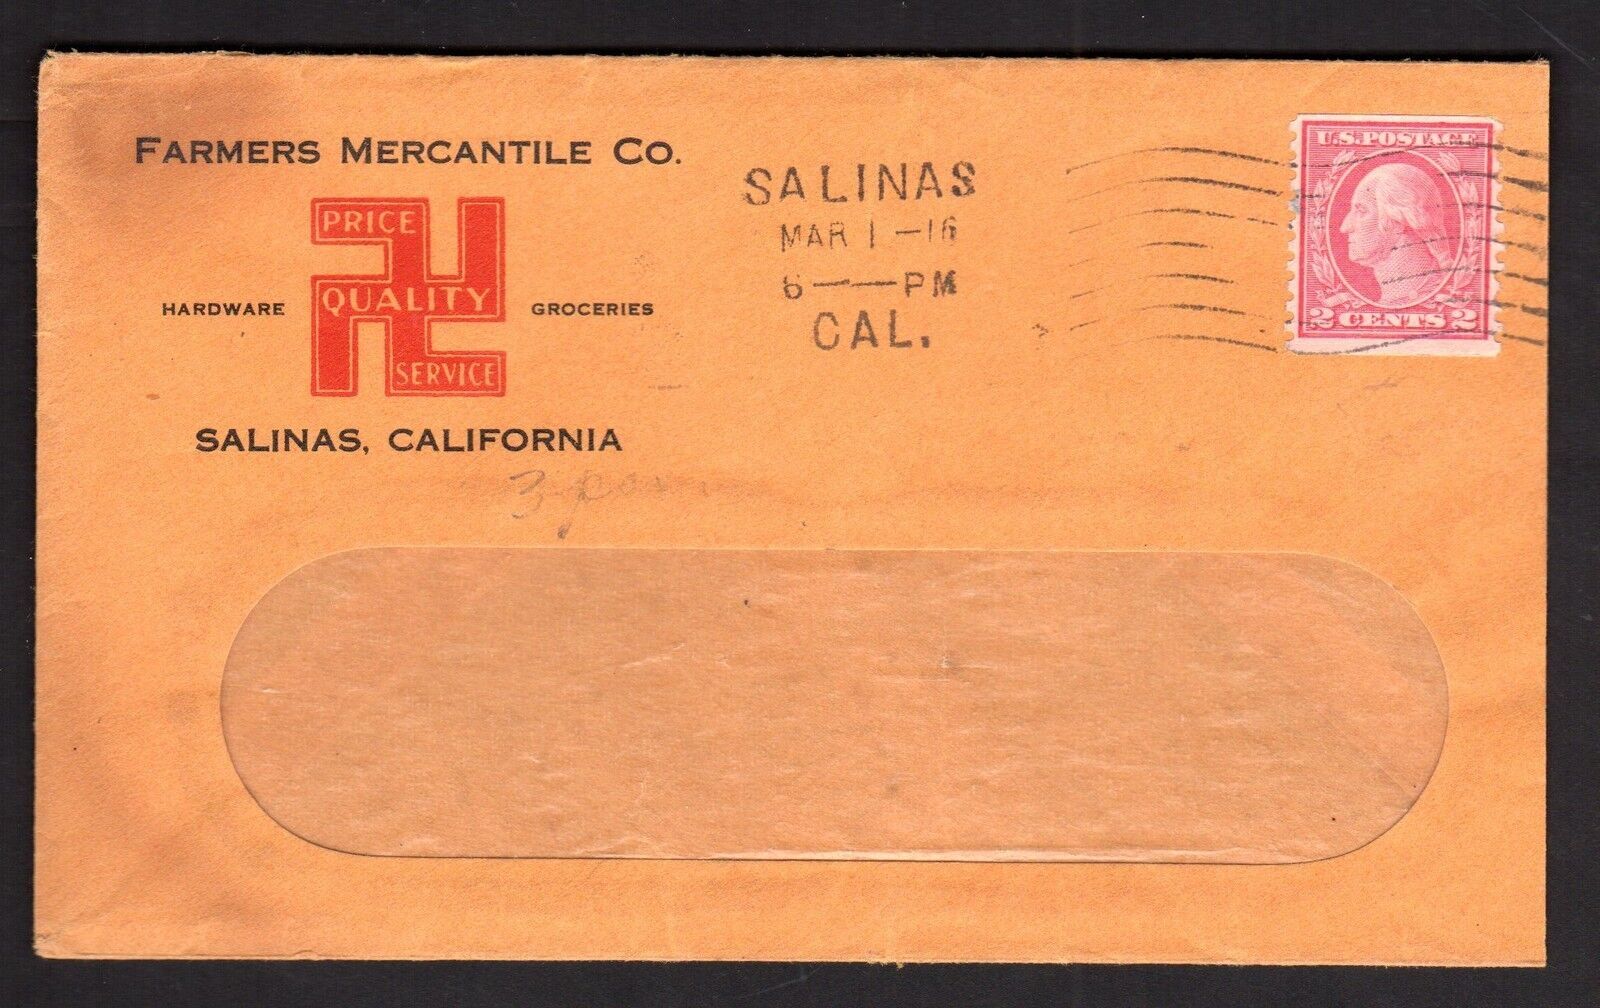 FARMERS MERCANTILE CO.
PRICE
HARDWARE QUALITY GROCERIES
SERVICE
SALINAS, CALIFORNIA
SALINAS
MAR 1 - 16
6 — PM
CAL.
U.S. POSTAGE
2 CENTS 2
3